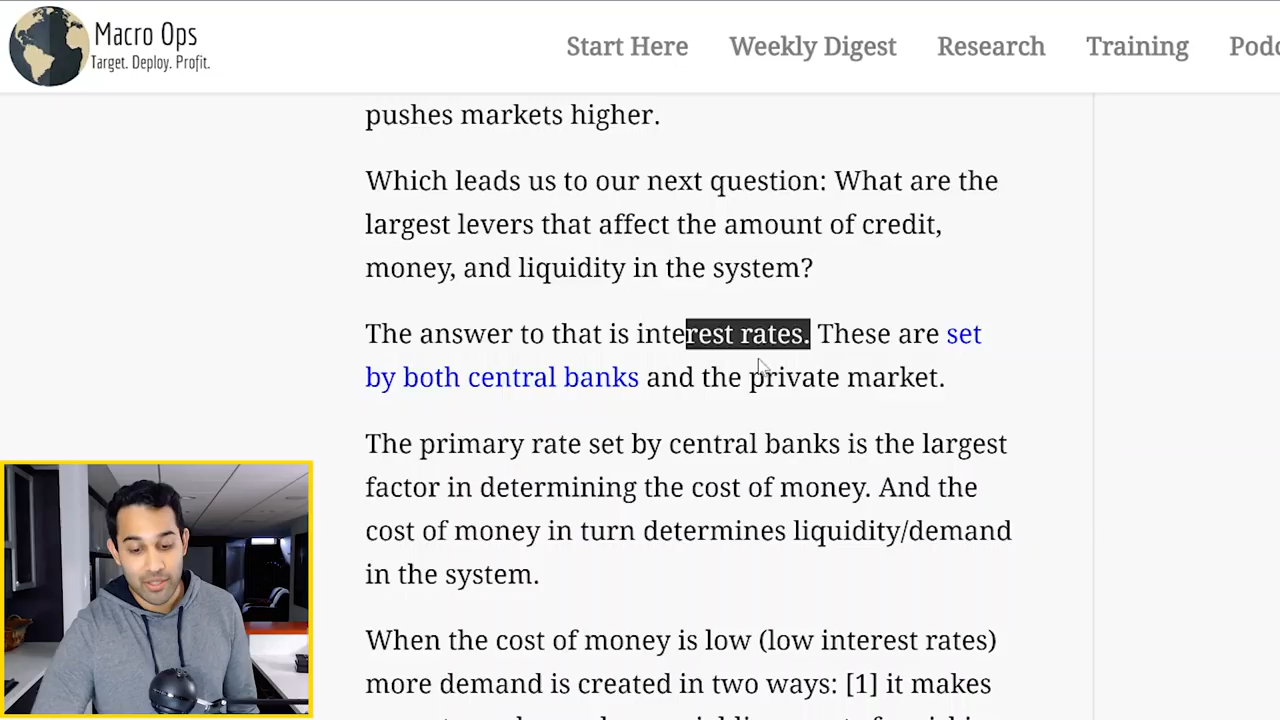 Macro Ops
Target. Deploy. Profit.
Start Here Weekly Digest Research Training
pushes markets higher.
Which leads us to our next question: What are the
largest levers that affect the amount of credit,
money, and liquidity in the system?
The answer to that is interest rates. These are set
by both central banks and the private market.
The primary rate set by central banks is the largest
factor in determining the cost of money. And the
cost of money in turn determines liquidity/demand
in the system.
When the cost of money is low (low interest rates)
more demand is created in two ways: [1] it makes